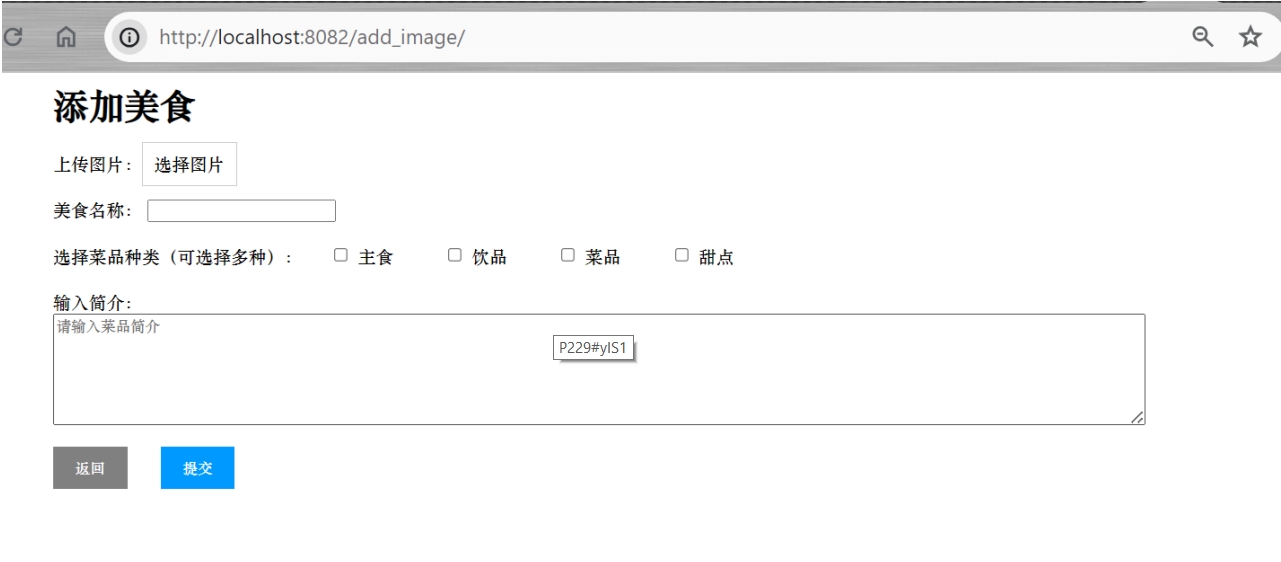 http://localhost:8082/add_image/
添加美食
上传图片： 选择图片
美食名称：
选择菜品种类（可选择多种）： 主食 饮品 菜品 甜点
输入简介：
请输入菜品简介
P229#yIS1
返回 提交